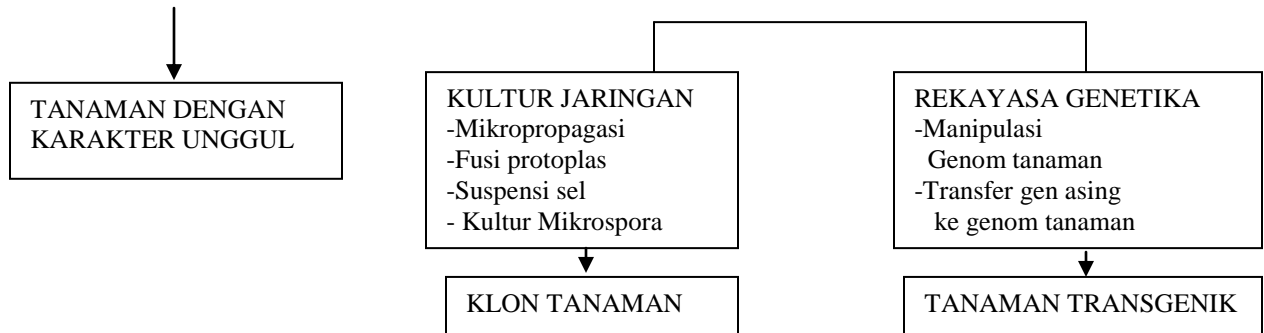 TANAMAN DENGAN
KARAKTER UNGGUL
KULTUR JARINGAN
-Mikropropagasi
-Fusi protoplas
-Suspensi sel
- Kultur Mikrospora
REKAYASA GENETIKA
-Manipulasi
Genom tanaman
-Transfer gen asing
ke genom tanaman
KLON TANAMAN
TANAMAN TRANSGENIK